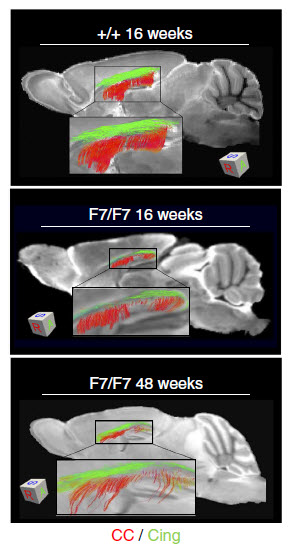 +/+ 16 weeks
F7/F7 16 weeks
F7/F7 48 weeks
CC / Cing